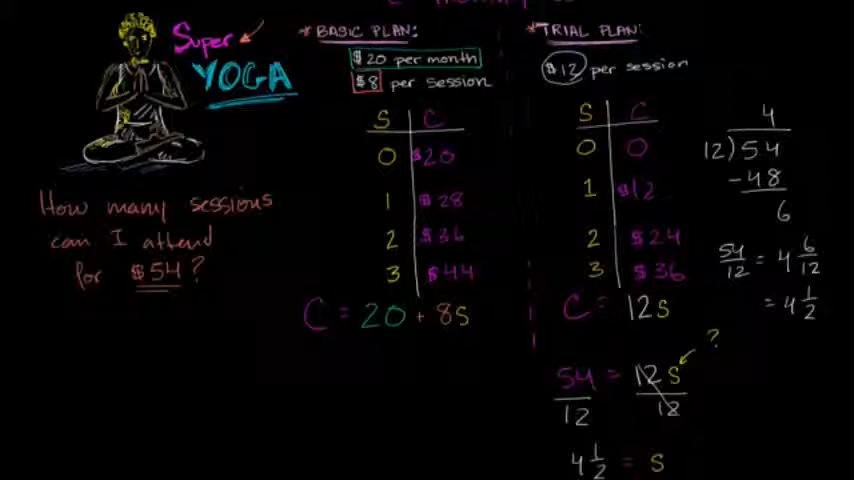 Super
YOGA
How many sessions
can I attend
for $54?
* BASIC PLAN:
$20 per month
$8 per session
S C
0 $20
1 $28
2 $36
3 $44
C = 20 + 8S
* TRIAL PLAN:
$12 per session
S C
0 0
1 $12
2 $24
3 $36
C = 12S
?
54 = 12 S
12 12
4 1/2 = S
4
12)54
-48
6
54/12 = 4 6/12
= 4 1/2